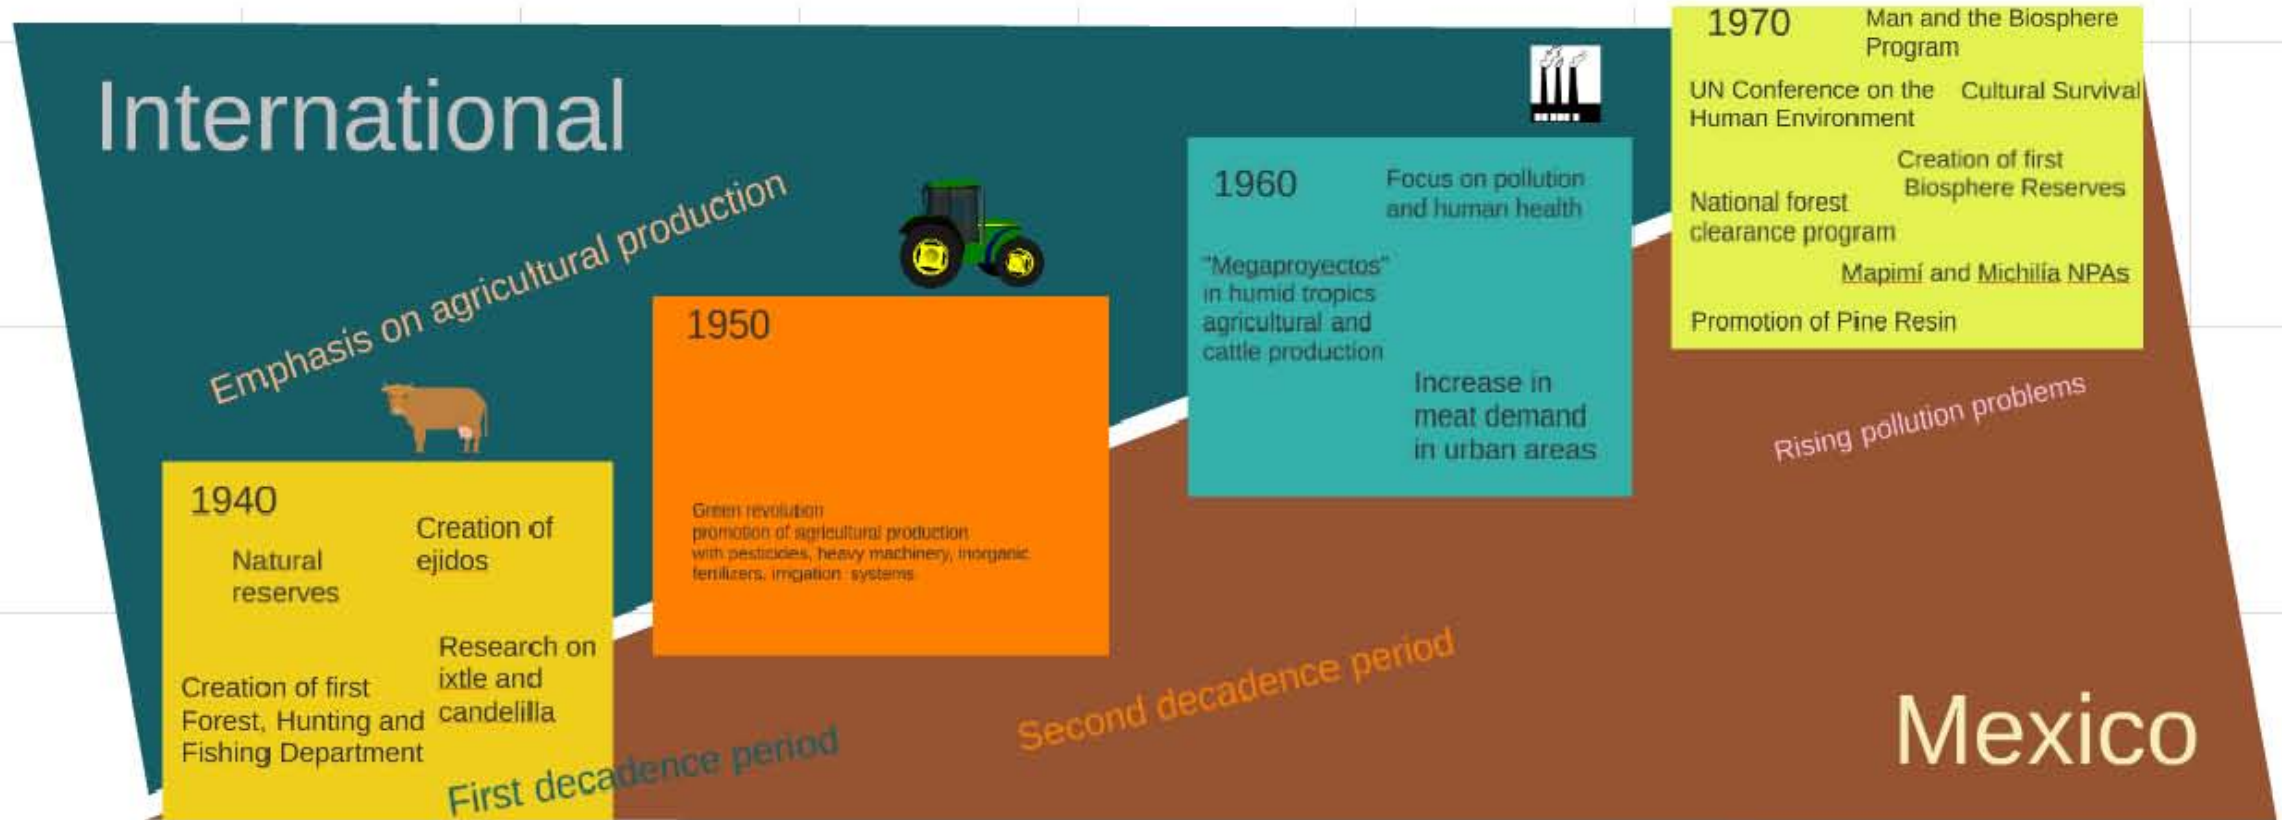 International
Emphasis on agricultural production
1940
Natural
reserves
Creation of
ejidos
Research on
ixtle and
candelilla
Creation of first
Forest, Hunting and
Fishing Department
First decadence period
1950
Green revolution
promotion of agricultural production
with pesticides, heavy machinery, inorganic
fertilizers, irrigation systems
Second decadence period
1960
Focus on pollution
and human health
"Megaproyectos"
in humid tropics
agricultural and
cattle production
Increase in
meat demand
in urban areas
1970
Man and the Biosphere
Program
UN Conference on the
Human Environment
Cultural Survival
Creation of first
Biosphere Reserves
National forest
clearance program
Mapimí and Michilía NPAs
Promotion of Pine Resin
Rising pollution problems
Mexico